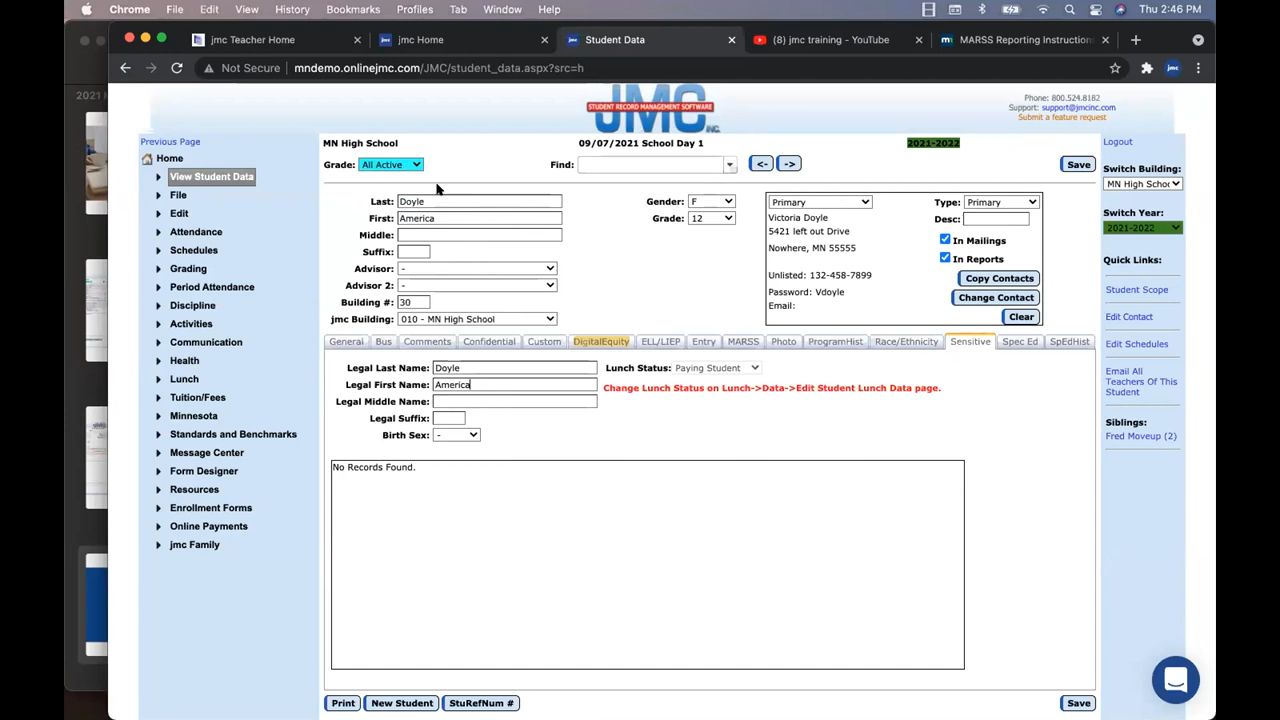 Chrome File Edit View History Bookmarks Profiles Tab Window Help Thu 2:46 PM
jmc Teacher Home jmc Home Student Data (2) jmc training - YouTube MARSS Reporting Instruction
Not Secure mndemo.onlinejmc.com/JMC/student_data.aspx?src=h
JMC
STUDENT RECORD MANAGEMENT SOFTWARE
INC.
Phone: 800.524.8182
Support: support@jmcinc.com
Submit a feature request
Previous Page
Home
View Student Data
File
Edit
Attendance
Schedules
Grading
Period Attendance
Discipline
Activities
Communication
Health
Lunch
Tuition/Fees
Minnesota
Standards and Benchmarks
Message Center
Form Designer
Resources
Enrollment Forms
Online Payments
jmc Family
MN High School 09/07/2021 School Day 1 2021-2022
Grade: All Active Find: <- -> Save
Last: Doyle
First: America
Middle:
Suffix:
Advisor: -
Advisor 2: -
Building #: 30
jmc Building: 010 - MN High School
Gender: F
Grade: 12
Primary
Victoria Doyle
5421 left out Drive
Nowhere, MN 55555
Unlisted: 132-458-7899
Password: Vdoyle
Email:
Type: Primary
Desc:
In Mailings
In Reports
Copy Contacts
Change Contact
Clear
General Bus Comments Confidential Custom DigitalEquity ELL/LIEP Entry MARSS Photo ProgramHist Race/Ethnicity Sensitive Spec Ed SpEdHist
Legal Last Name: Doyle Lunch Status: Paying Student
Legal First Name: America Change Lunch Status on Lunch->Data->Edit Student Lunch Data page.
Legal Middle Name:
Legal Suffix:
Birth Sex: -
No Records Found.
Print New Student StuRefNum # Save
Logout
Switch Building:
MN High School
Switch Year:
2021-2022
Quick Links:
Student Scope
Edit Contact
Edit Schedules
Email All
Teachers Of This
Student
Siblings:
Fred Moveup (2)